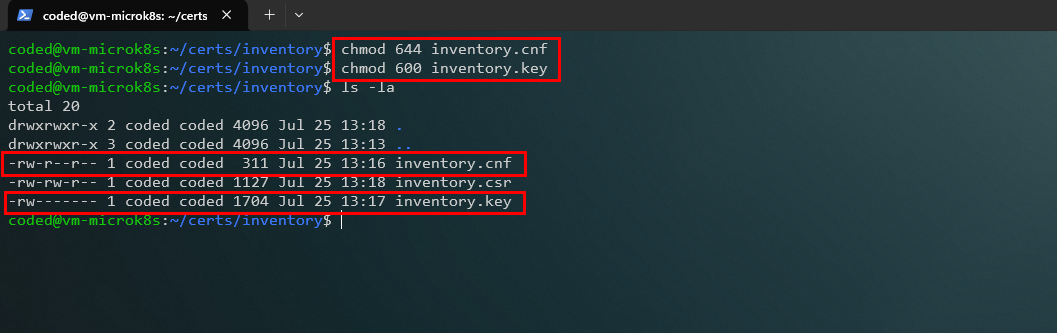 coded@vm-microk8s: ~/certs
coded@vm-microk8s:~/certs/inventory$ chmod 644 inventory.cnf
coded@vm-microk8s:~/certs/inventory$ chmod 600 inventory.key
coded@vm-microk8s:~/certs/inventory$ ls -la
total 20
drwxrwxr-x 2 coded coded 4096 Jul 25 13:18 .
drwxrwxr-x 3 coded coded 4096 Jul 25 13:13 ..
-rw-r--r-- 1 coded coded  311 Jul 25 13:16 inventory.cnf
-rw-rw-r-- 1 coded coded 1127 Jul 25 13:18 inventory.csr
-rw------- 1 coded coded 1704 Jul 25 13:17 inventory.key
coded@vm-microk8s:~/certs/inventory$